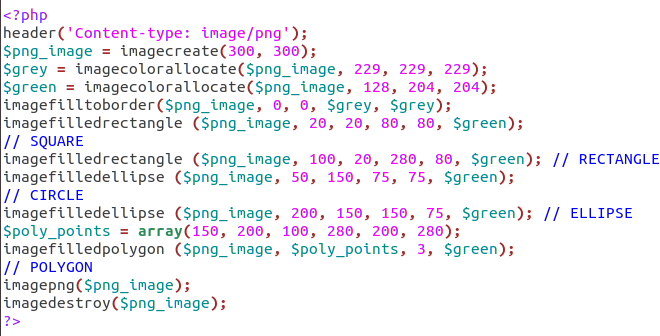 <?php
header('Content-type: image/png');
$png_image = imagecreate(300, 300);
$grey = imagecolorallocate($png_image, 229, 229, 229);
$green = imagecolorallocate($png_image, 128, 204, 204);
imagefilltoborder($png_image, 0, 0, $grey, $grey);
imagefilledrectangle ($png_image, 20, 20, 80, 80, $green);
// SQUARE
imagefilledrectangle ($png_image, 100, 20, 280, 80, $green); // RECTANGLE
imagefilledellipse ($png_image, 50, 150, 75, 75, $green);
// CIRCLE
imagefilledellipse ($png_image, 200, 150, 150, 75, $green); // ELLIPSE
$poly_points = array(150, 200, 100, 280, 200, 280);
imagefilledpolygon ($png_image, $poly_points, 3, $green);
// POLYGON
imagepng($png_image);
imagedestroy($png_image);
?>